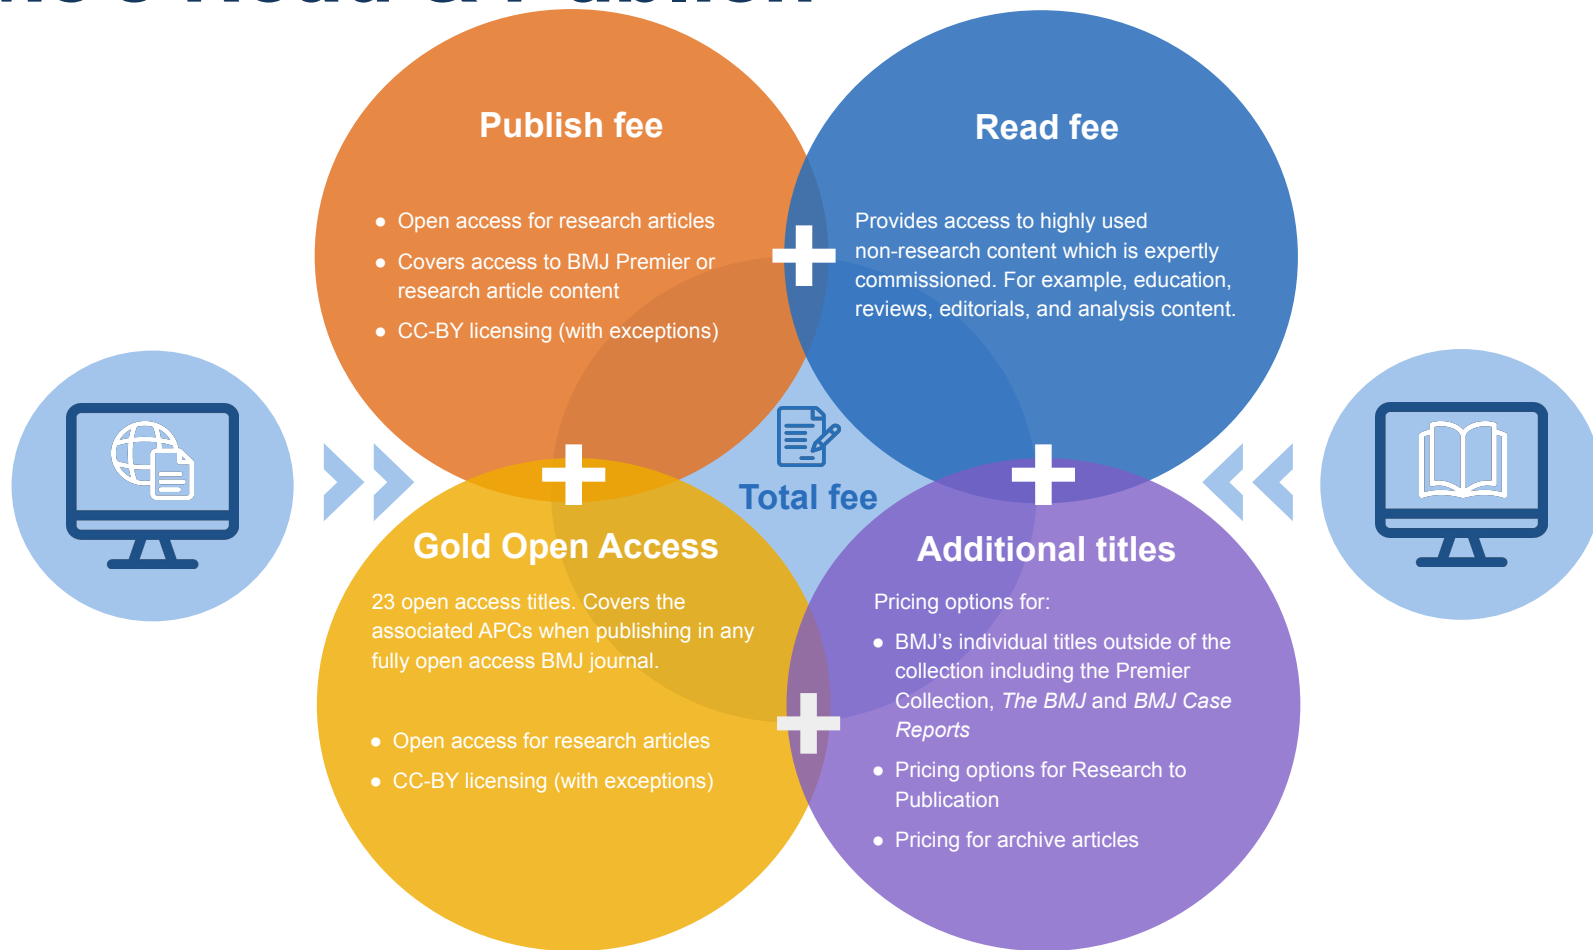 Read & Publish
Publish fee
● Open access for research articles
● Covers access to BMJ Premier or
research article content
● CC-BY licensing (with exceptions)
Read fee
Provides access to highly used
non-research content which is expertly
commissioned. For example, education,
reviews, editorials, and analysis content.
Total fee
Gold Open Access
23 open access titles. Covers the
associated APCs when publishing in any
fully open access BMJ journal.
● Open access for research articles
● CC-BY licensing (with exceptions)
Additional titles
Pricing options for:
● BMJ’s individual titles outside of the
collection including the Premier
Collection, The BMJ and BMJ Case
Reports
● Pricing options for Research to
Publication
● Pricing for archive articles